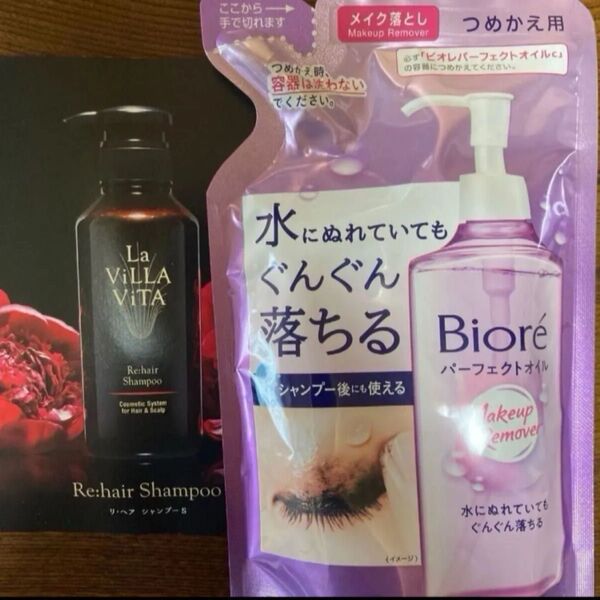 La
ViLLA
ViTA
Re:hair
Shampoo
Cosmetic System
for Hair & Scalp
Re:hair Shampoo
リ・ヘア シャンプーS
ここから
手で切れます
メイク落とし
Makeup Remover
つめかえ用
必ず「ビオレパーフェクトオイルc」
の容器につめかえてください。
つめかえ時、
容器は洗わない
でください。
水にぬれていても
ぐんぐん
落ちる
シャンプー後にも使える
(イメージ)
Bioré
パーフェクトオイル
Makeup
Remover
水にぬれていても
ぐんぐん落ちる